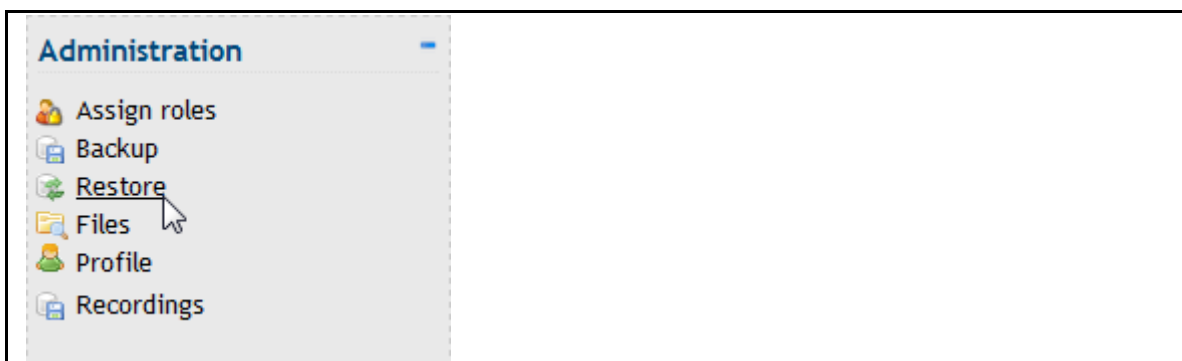 Administration
Assign roles
Backup
Restore
Files
Profile
Recordings